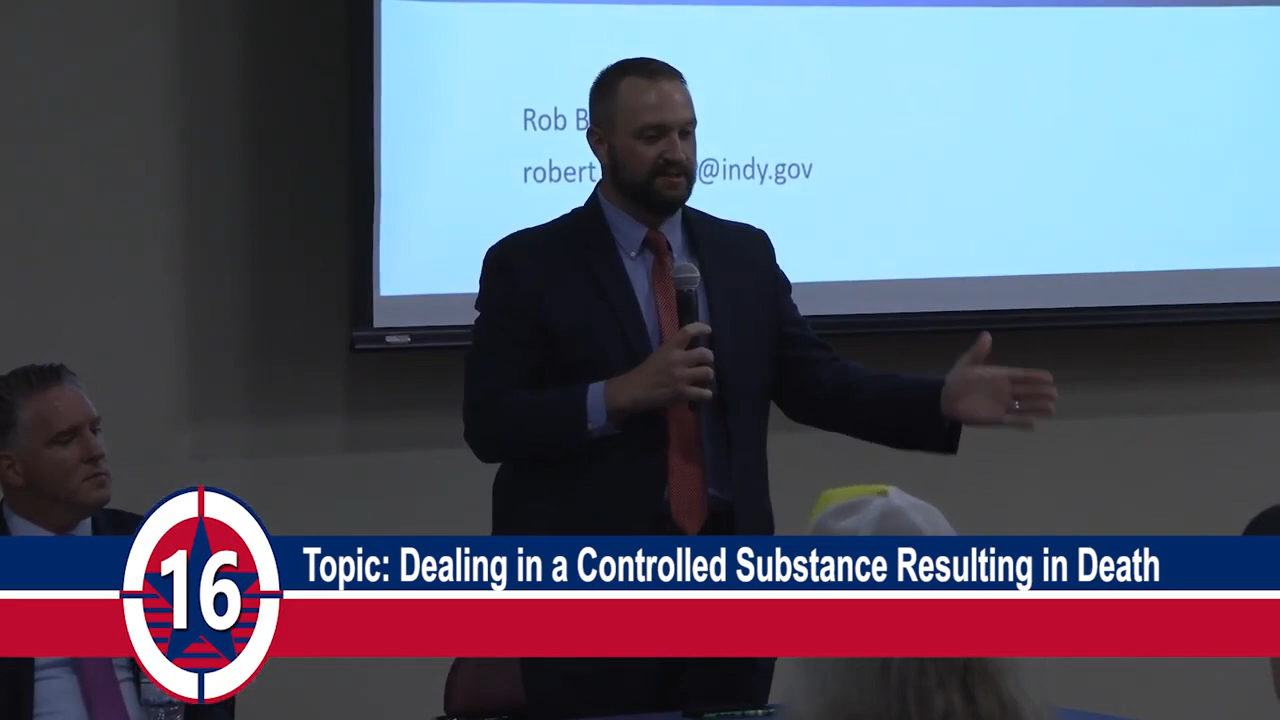 Rob B
robert @indy.gov
16
Topic: Dealing in a Controlled Substance Resulting in Death